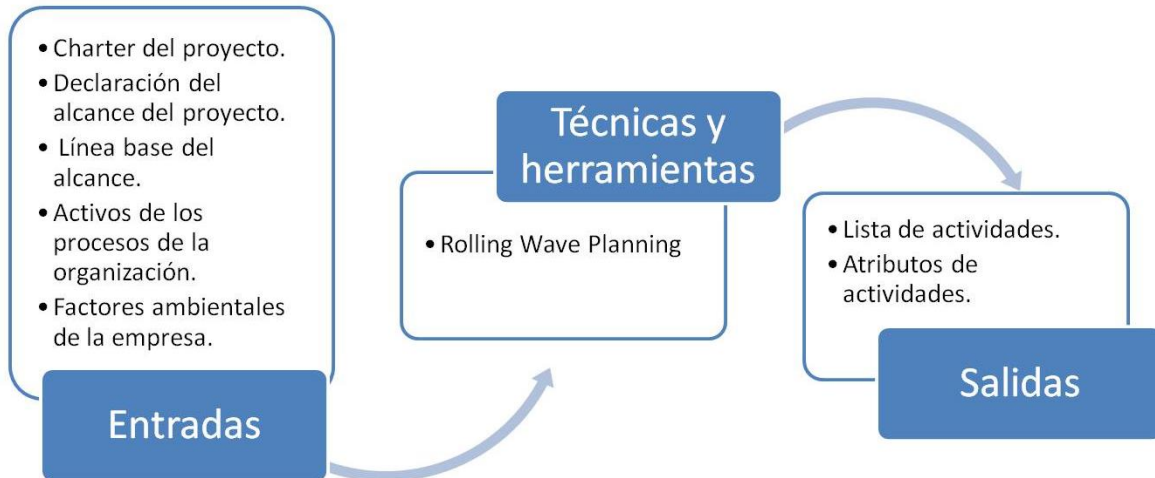 • Charter del proyecto.
• Declaración del
alcance del proyecto.
• Línea base del
alcance.
• Activos de los
procesos de la
organización.
• Factores ambientales
de la empresa.
Entradas
Técnicas y
herramientas
• Rolling Wave Planning
• Lista de actividades.
• Atributos de
actividades.
Salidas